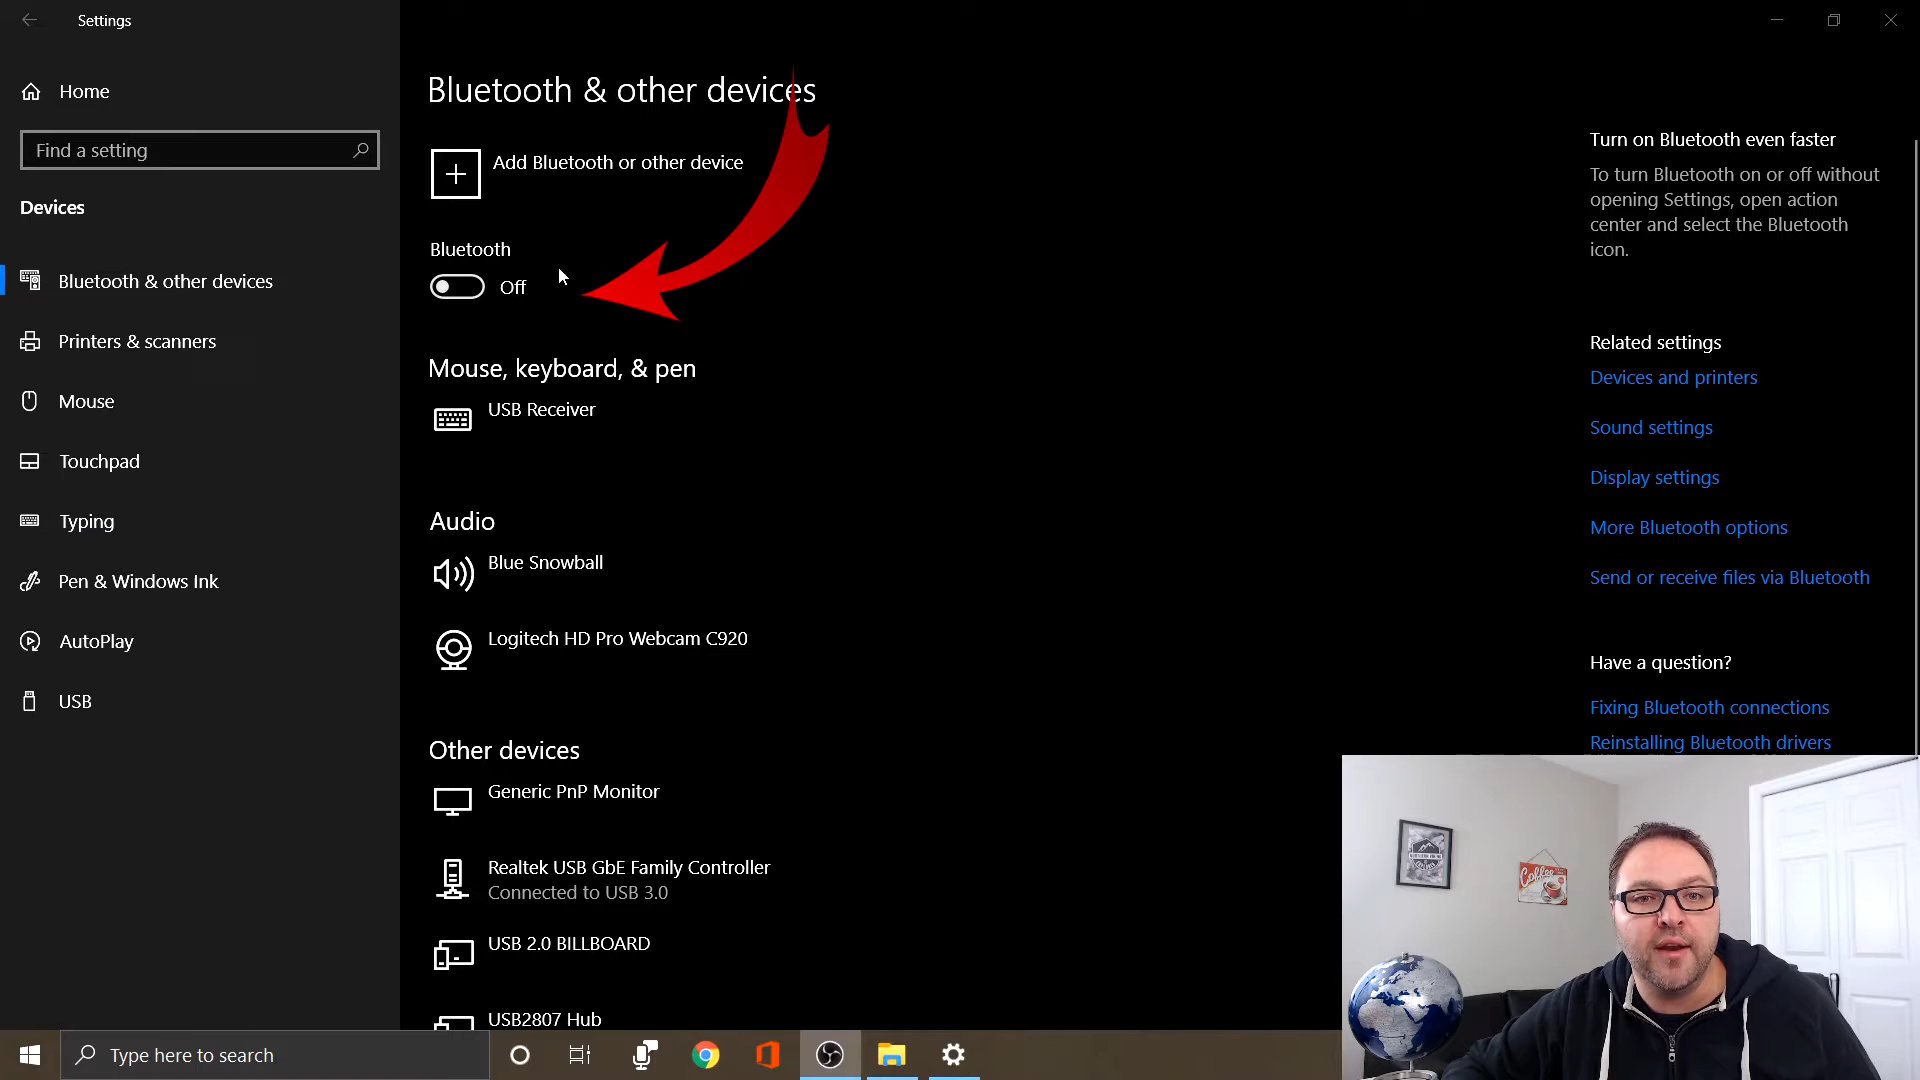 Settings
Home
Find a setting
Devices
Bluetooth & other devices
Printers & scanners
Mouse
Touchpad
Typing
Pen & Windows Ink
AutoPlay
USB
Bluetooth & other devices
Add Bluetooth or other device
Bluetooth
Off
Mouse, keyboard, & pen
USB Receiver
Audio
Blue Snowball
Logitech HD Pro Webcam C920
Other devices
Generic PnP Monitor
Realtek USB GbE Family Controller
Connected to USB 3.0
USB 2.0 BILLBOARD
USB2807 Hub
Turn on Bluetooth even faster
To turn Bluetooth on or off without
opening Settings, open action
center and select the Bluetooth
icon.
Related settings
Devices and printers
Sound settings
Display settings
More Bluetooth options
Send or receive files via Bluetooth
Have a question?
Fixing Bluetooth connections
Reinstalling Bluetooth drivers
Coffee
Type here to search